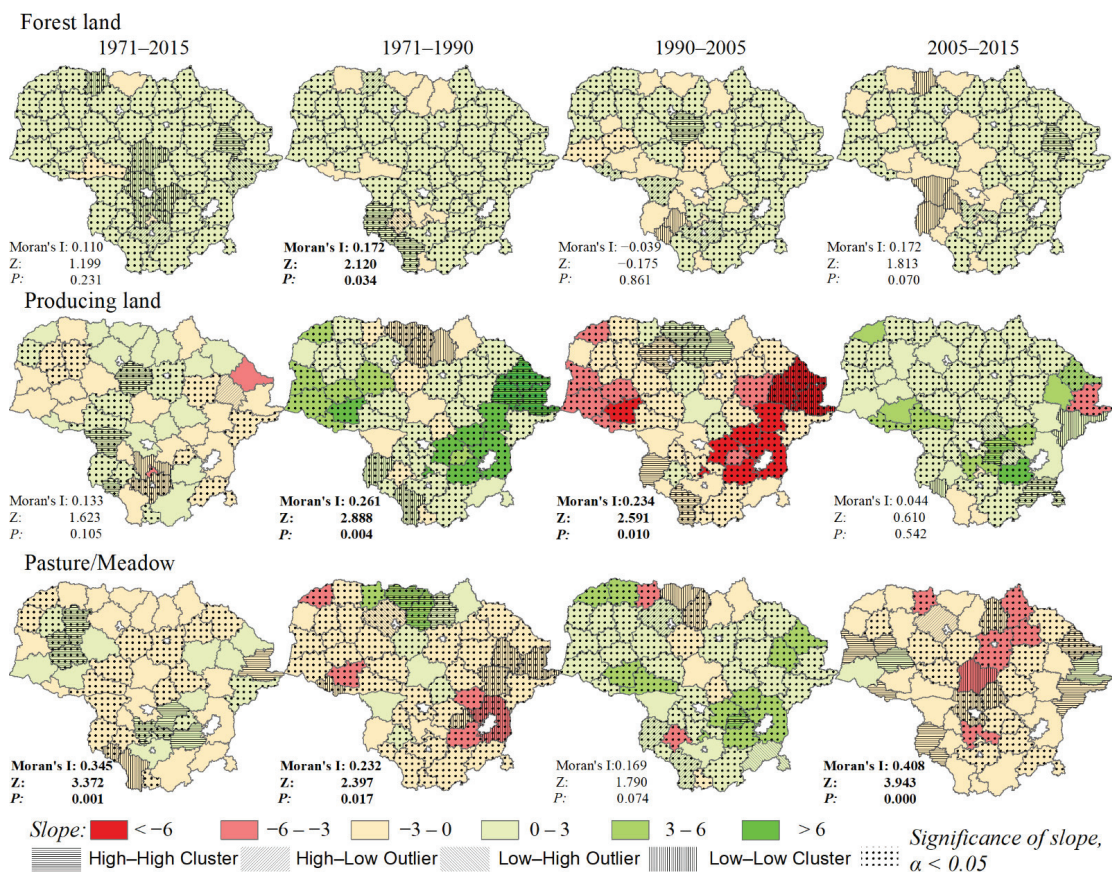 Forest land
1971–2015 1971–1990 1990–2005 2005–2015
Moran's I: 0.110 Moran's I: 0.172 Moran's I: −0.039 Moran's I: 0.172
Z: 1.199 Z: 2.120 Z: −0.175 Z: 1.813
P: 0.231 P: 0.034 P: 0.861 P: 0.070
Producing land
Moran's I: 0.133 Moran's I: 0.261 Moran's I: 0.234 Moran's I: 0.044
Z: 1.623 Z: 2.888 Z: 2.591 Z: 0.610
P: 0.105 P: 0.004 P: 0.010 P: 0.542
Pasture/Meadow
Moran's I: 0.345 Moran's I: 0.232 Moran's I:0.169 Moran's I: 0.408
Z: 3.372 Z: 2.397 Z: 1.790 Z: 3.943
P: 0.001 P: 0.017 P: 0.074 P: 0.000
Slope: < −6 −6 – −3 −3 – 0 0 – 3 3 – 6 > 6 Significance of slope,
High–High Cluster High–Low Outlier Low–High Outlier Low–Low Cluster α < 0.05